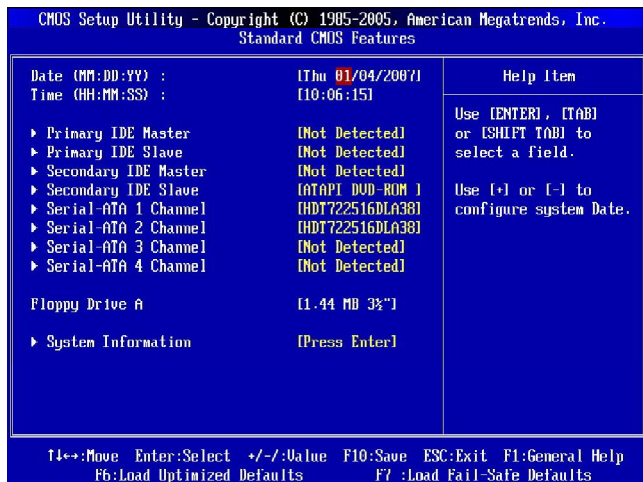 CMOS Setup Utility - Copyright (C) 1985-2005, American Megatrends, Inc.
Standard CMOS Features
Date (MM:DD:YY) : [Thu 01/04/2007]
Time (HH:MM:SS) : [10:06:15]
▶ Primary IDE Master [Not Detected]
▶ Primary IDE Slave [Not Detected]
▶ Secondary IDE Master [Not Detected]
▶ Secondary IDE Slave [ATAPI DVD-ROM ]
▶ Serial-ATA 1 Channel [HDT722516DLA38]
▶ Serial-ATA 2 Channel [HDT722516DLA38]
▶ Serial-ATA 3 Channel [Not Detected]
▶ Serial-ATA 4 Channel [Not Detected]
Floppy Drive A [1.44 MB 3½"]
▶ System Information [Press Enter]
Help Item
Use [ENTER], [TAB]
or [SHIFT TAB] to
select a field.
Use [+] or [-] to
configure system Date.
↑↓←→:Move Enter:Select +/-/:Value F10:Save ESC:Exit F1:General Help
F6:Load Optimized Defaults F7 :Load Fail-Safe Defaults